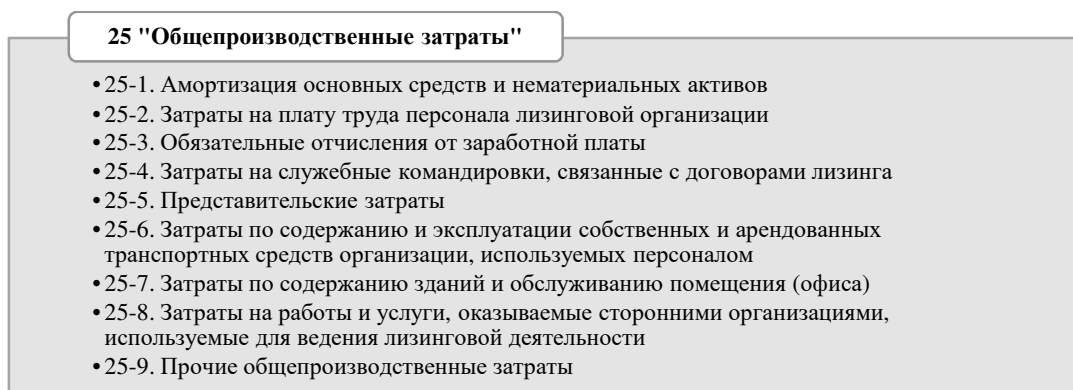 25 "Общепроизводственные затраты"
• 25-1. Амортизация основных средств и нематериальных активов
• 25-2. Затраты на плату труда персонала лизинговой организации
• 25-3. Обязательные отчисления от заработной платы
• 25-4. Затраты на служебные командировки, связанные с договорами лизинга
• 25-5. Представительские затраты
• 25-6. Затраты по содержанию и эксплуатации собственных и арендованных
транспортных средств организации, используемых персоналом
• 25-7. Затраты по содержанию зданий и обслуживанию помещения (офиса)
• 25-8. Затраты на работы и услуги, оказываемые сторонними организациями,
используемые для ведения лизинговой деятельности
• 25-9. Прочие общепроизводственные затраты